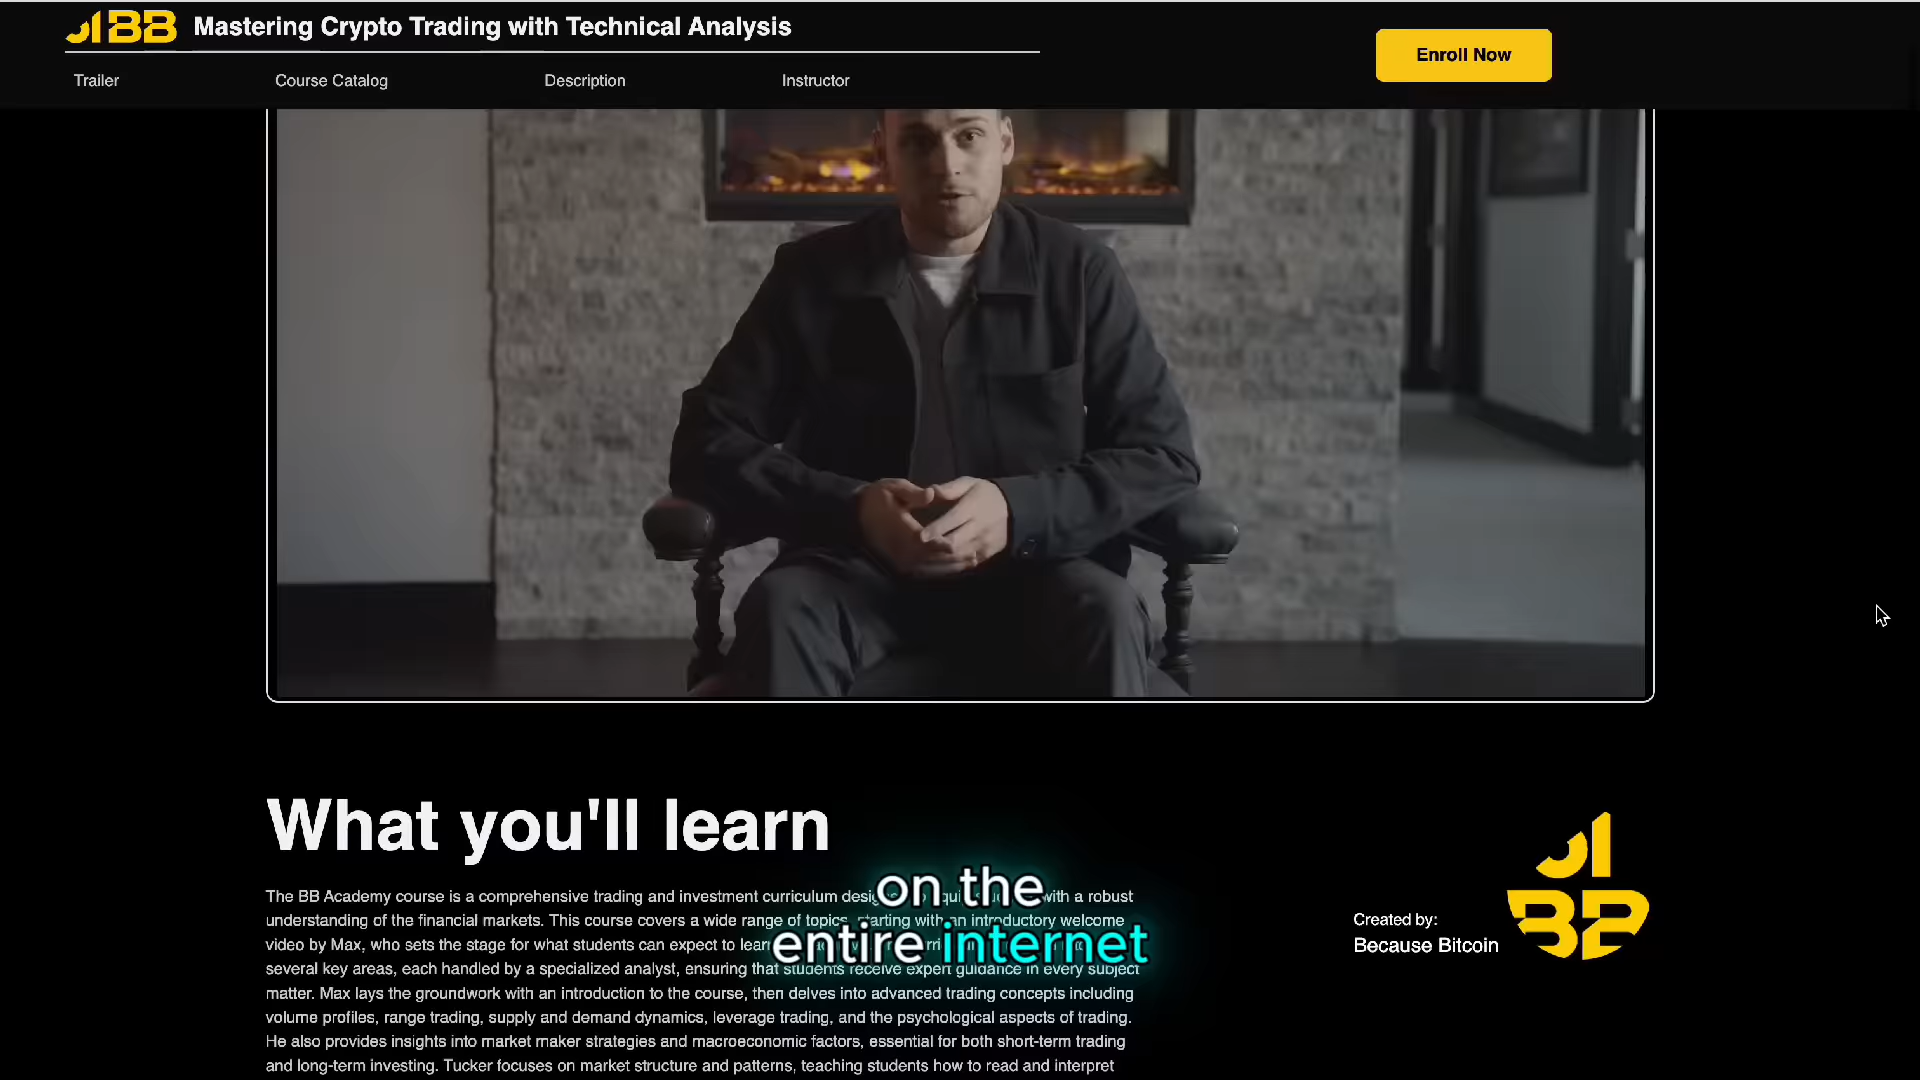 BB Mastering Crypto Trading with Technical Analysis
Enroll Now
Trailer Course Catalog Description Instructor
What you'll learn
on the
entire internet
The BB Academy course is a comprehensive trading and investment curriculum with a robust
understanding of the financial markets. This course covers a wide range of topics, starting with an introductory welcome
video by Max, who sets the stage for what students can expect to learn
several key areas, each handled by a specialized analyst, ensuring that students receive expert guidance in every subject
matter. Max lays the groundwork with an introduction to the course, then delves into advanced trading concepts including
volume profiles, range trading, supply and demand dynamics, leverage trading, and the psychological aspects of trading.
He also provides insights into market maker strategies and macroeconomic factors, essential for both short-term trading
and long-term investing. Tucker focuses on market structure and patterns, teaching students how to read and interpret
Created by:
Because Bitcoin
BB